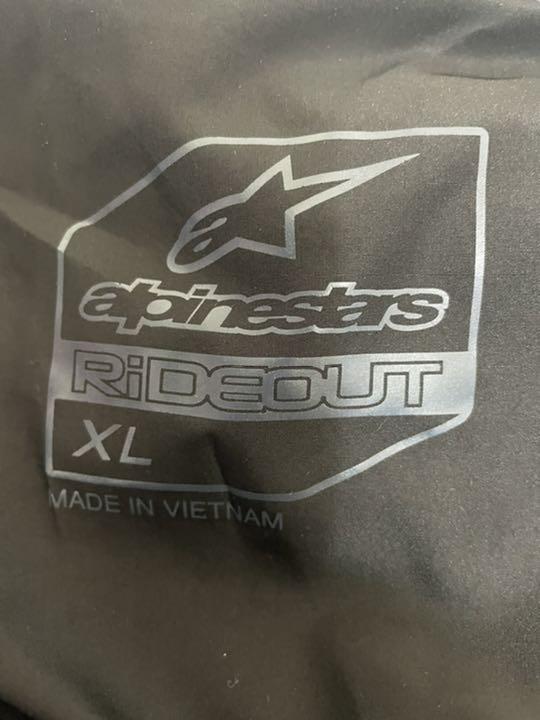 a
alpinestars
RiDEOUT
XL
MADE IN VIETNAM